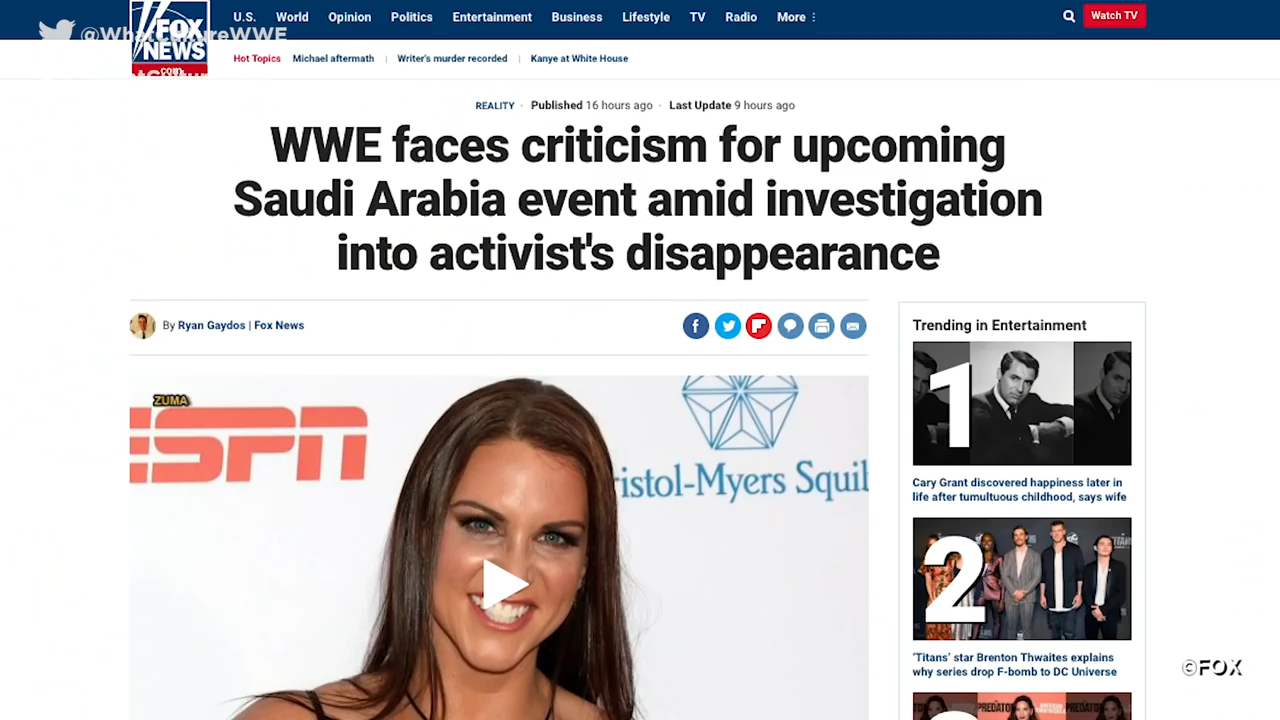 U.S. World Opinion Politics Entertainment Business Lifestyle TV Radio More
Watch TV
@WhatCultureWWE
FOX
NEWS
.com
Hot Topics Michael aftermath | Writer's murder recorded | Kanye at White House
REALITY · Published 16 hours ago · Last Update 9 hours ago
WWE faces criticism for upcoming
Saudi Arabia event amid investigation
into activist's disappearance
By Ryan Gaydos | Fox News
Trending in Entertainment
ZUMA
ESPN
ristol-Myers Squil
1
Cary Grant discovered happiness later in
life after tumultuous childhood, says wife
2
'Titans' star Brenton Thwaites explains
why series drop F-bomb to DC Universe
©FOX
PREDATOR